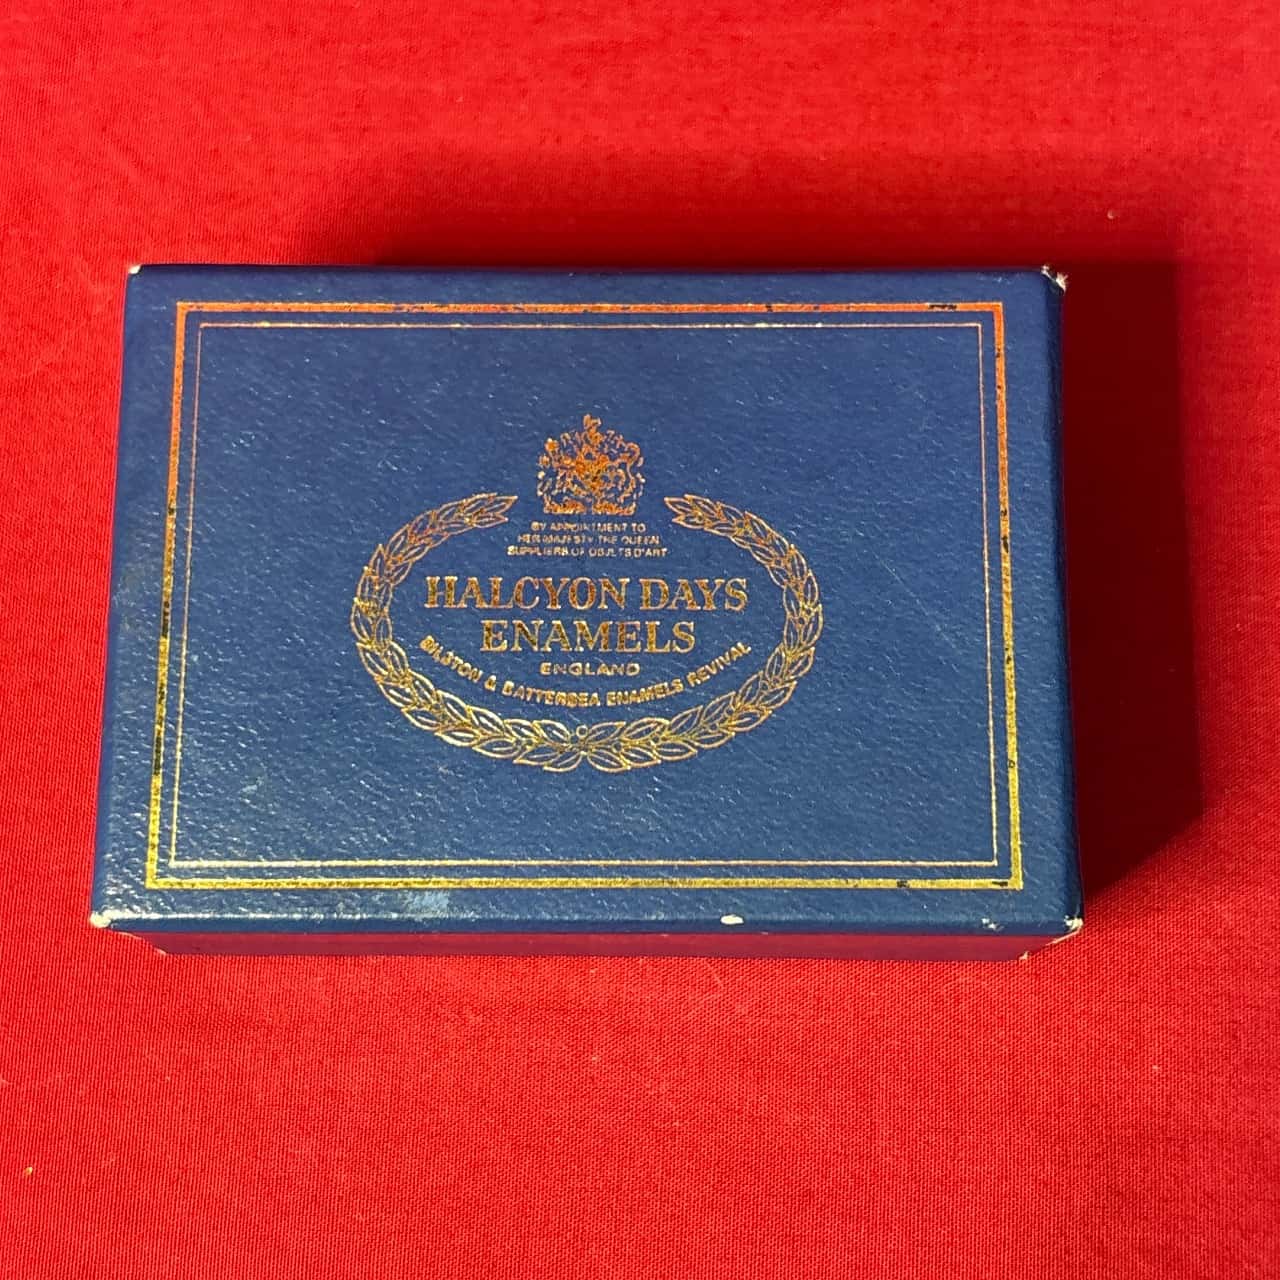 BY APPOINTMENT TO
HER MAJESTY THE QUEEN
SUPPLIERS OF OBJETS D'ART
HALCYON DAYS
ENAMELS
ENGLAND
BILSTON & BATTERSEA ENAMELS REVIVAL